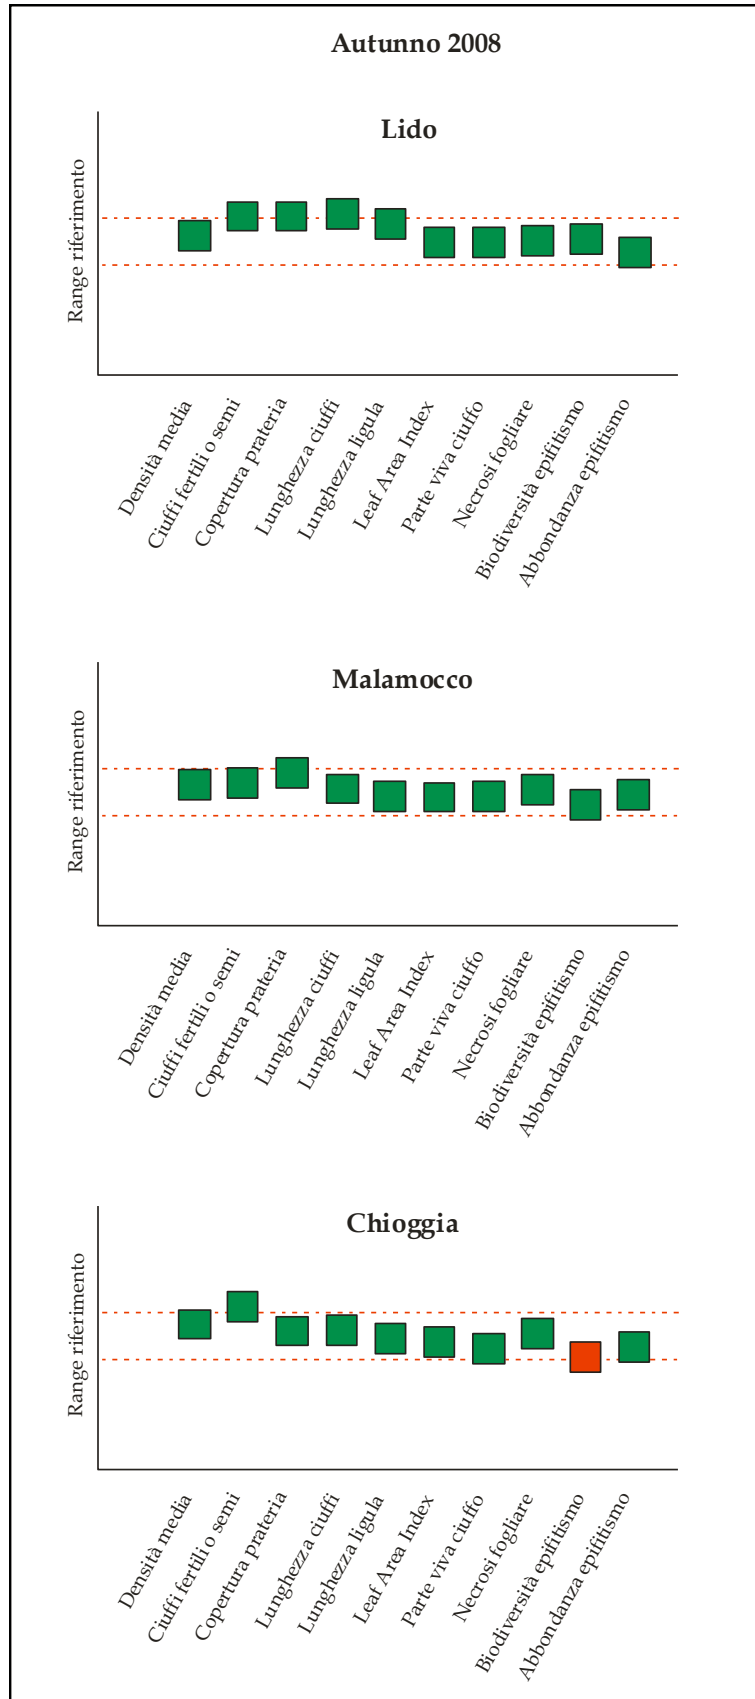 Autunno 2008
Lido
Range riferimento
Densità media
Ciuffi fertili o semi
Copertura prateria
Lunghezza ciuffi
Lunghezza ligula
Leaf Area Index
Parte viva ciuffo
Necrosi fogliare
Biodiversità epifitismo
Abbondanza epifitismo
Malamocco
Range riferimento
Densità media
Ciuffi fertili o semi
Copertura prateria
Lunghezza ciuffi
Lunghezza ligula
Leaf Area Index
Parte viva ciuffo
Necrosi fogliare
Biodiversità epifitismo
Abbondanza epifitismo
Chioggia
Range riferimento
Densità media
Ciuffi fertili o semi
Copertura prateria
Lunghezza ciuffi
Lunghezza ligula
Leaf Area Index
Parte viva ciuffo
Necrosi fogliare
Biodiversità epifitismo
Abbondanza epifitismo